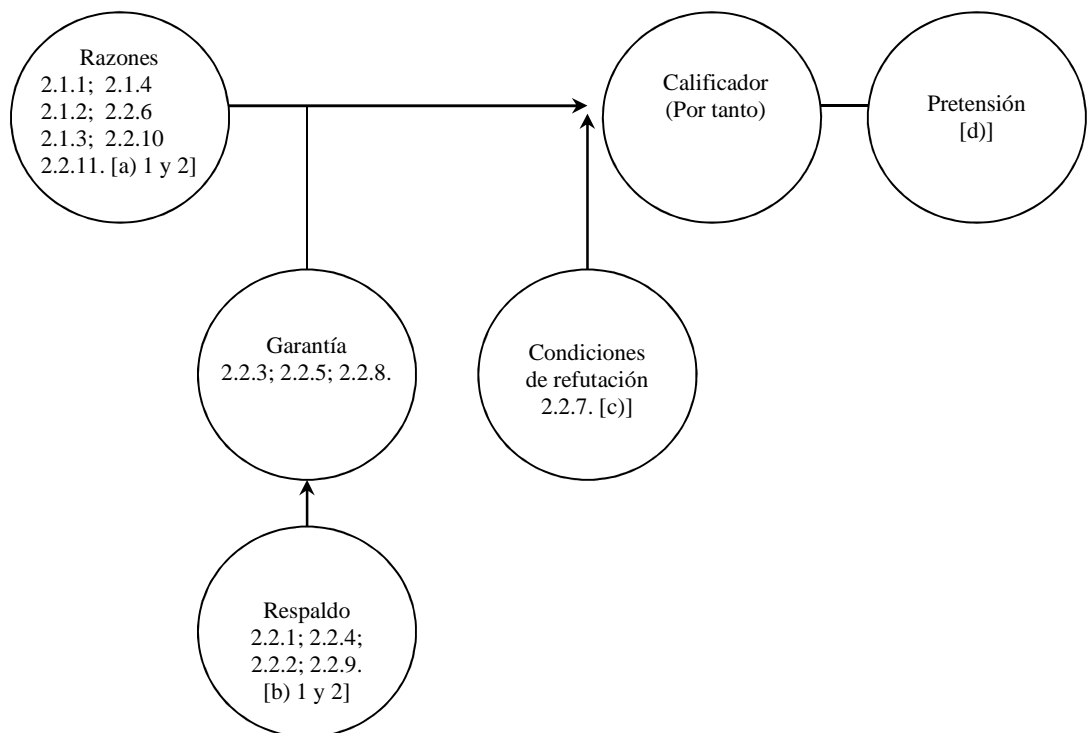 Razones
2.1.1; 2.1.4
2.1.2; 2.2.6
2.1.3; 2.2.10
2.2.11. [a) 1 y 2]
Calificador
(Por tanto)
Pretensión
[d)]
Garantía
2.2.3; 2.2.5; 2.2.8.
Condiciones
de refutación
2.2.7. [c)]
Respaldo
2.2.1; 2.2.4;
2.2.2; 2.2.9.
[b) 1 y 2]